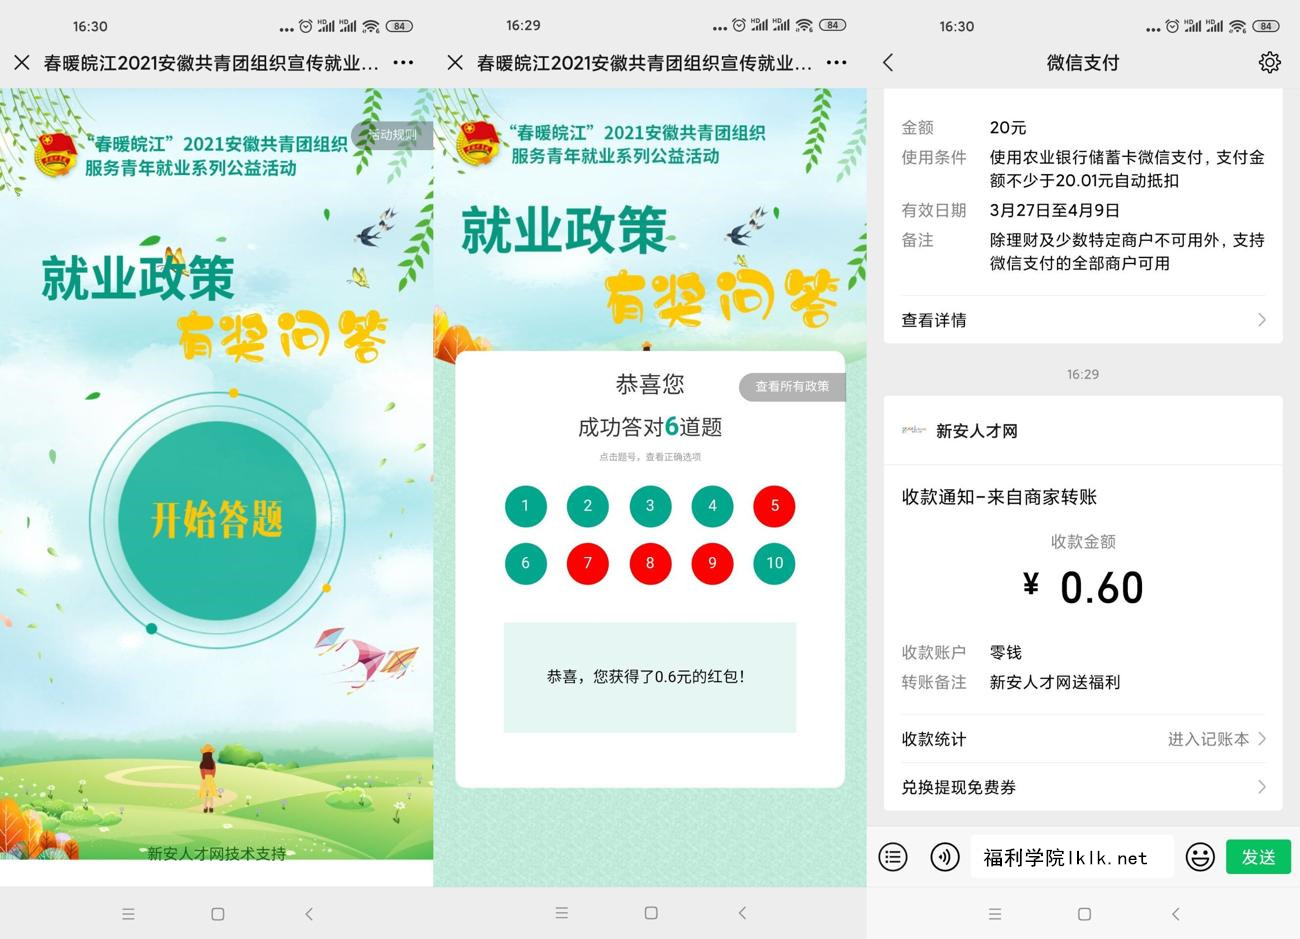 16:30
HD HD 84
春暖皖江2021安徽共青团组织宣传就业...
活动规则
“春暖皖江”2021安徽共青团组织
服务青年就业系列公益活动
就业政策
有奖问答
开始答题
新安人才网技术支持
16:29
HD HD 84
春暖皖江2021安徽共青团组织宣传就业...
“春暖皖江”2021安徽共青团组织
服务青年就业系列公益活动
就业政策
有奖问答
恭喜您
查看所有政策
成功答对6道题
点击题号，查看正确选项
1 2 3 4 5
6 7 8 9 10
恭喜，您获得了0.6元的红包！
16:30
HD HD 84
微信支付
金额 20元
使用条件 使用农业银行储蓄卡微信支付，支付金
额不少于20.01元自动抵扣
有效日期 3月27日至4月9日
备注 除理财及少数特定商户不可用外，支持
微信支付的全部商户可用
查看详情
16:29
新安人才网
收款通知-来自商家转账
收款金额
¥ 0.60
收款账户 零钱
转账备注 新安人才网送福利
收款统计 进入记账本
兑换提现免费券
福利学院lklk.net
发送